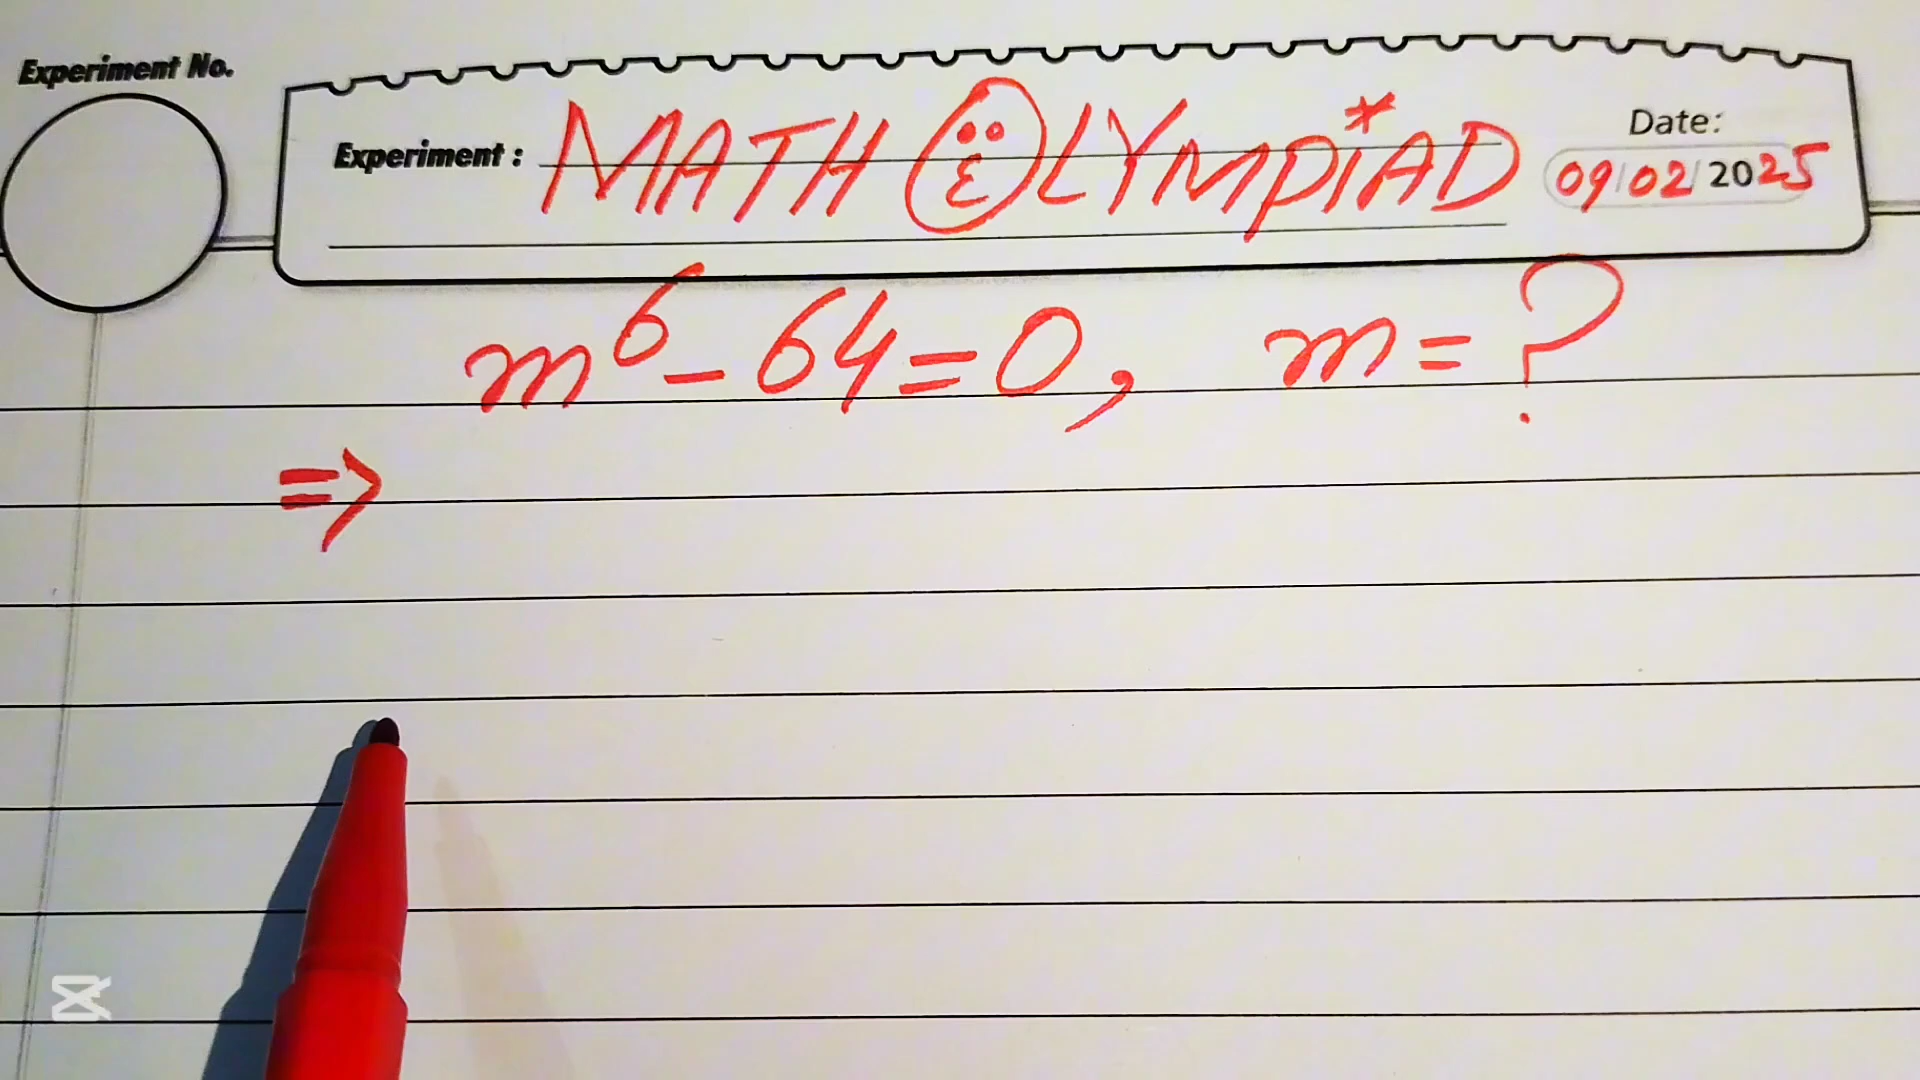 Experiment No.
Experiment : MATH OLYMPiAD
Date:
09/02/2025
m⁶ - 64 = 0, m = ?
⇒